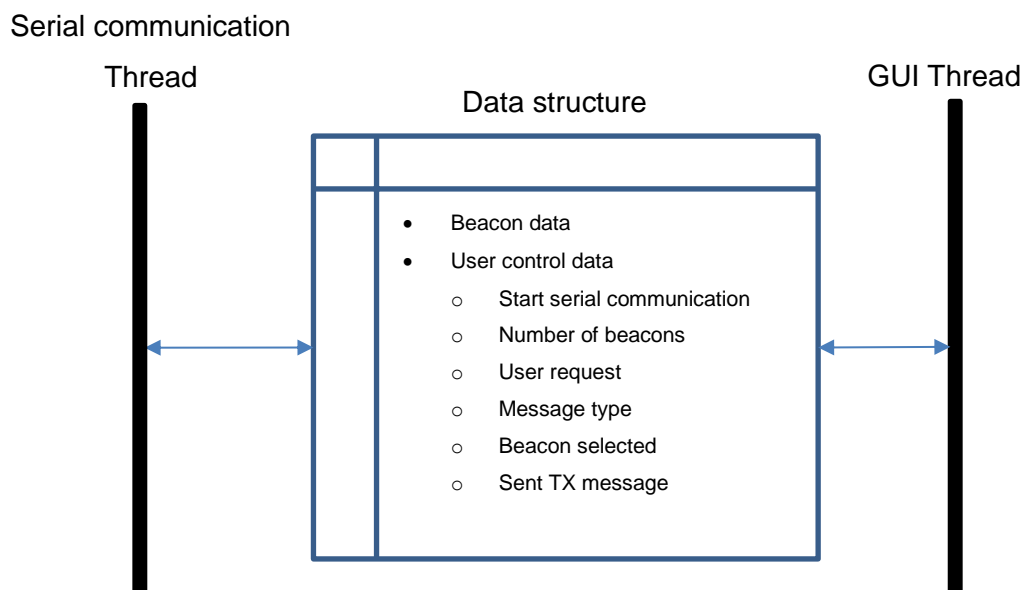 Serial communication
Thread
GUI Thread
Data structure
• Beacon data
• User control data
o Start serial communication
o Number of beacons
o User request
o Message type
o Beacon selected
o Sent TX message